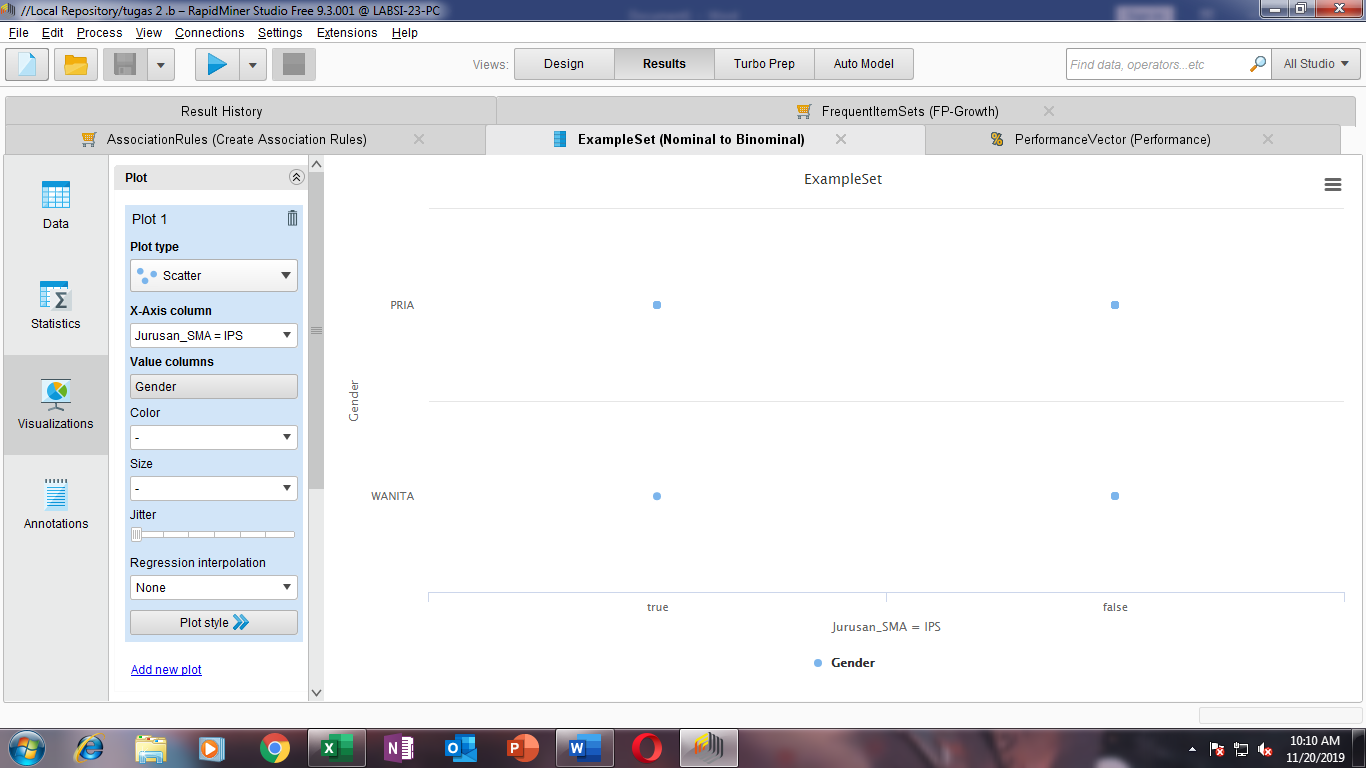 //Local Repository/tugas 2 .b – RapidMiner Studio Free 9.3.001 @ LABSI-23-PC
File Edit Process View Connections Settings Extensions Help
Views: Design Results Turbo Prep Auto Model Find data, operators...etc All Studio
Result History FrequentItemSets (FP-Growth)
AssociationRules (Create Association Rules) ExampleSet (Nominal to Binominal) PerformanceVector (Performance)
Data
Statistics
Visualizations
Annotations
Plot
Plot 1
Plot type
Scatter
X-Axis column
Jurusan_SMA = IPS
Value columns
Gender
Color
-
Size
-
Jitter
Regression interpolation
None
Plot style
Add new plot
ExampleSet
PRIA
Gender
WANITA
true false
Jurusan_SMA = IPS
Gender
10:10 AM
11/20/2019